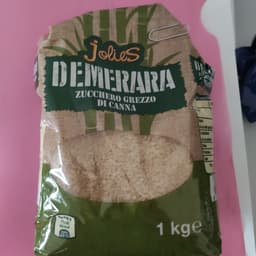 jolies
DEMERARA
ZUCCHERO GREZZO
DI CANNA
1 kg e